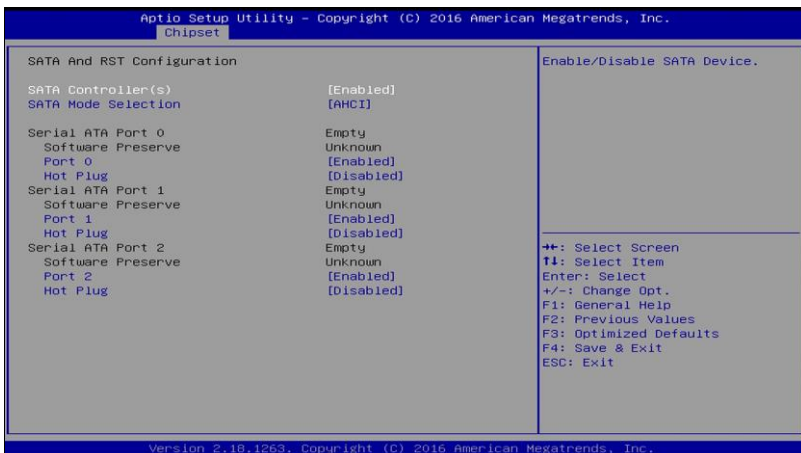 Aptio Setup Utility – Copyright (C) 2016 American Megatrends, Inc.
Chipset
SATA And RST Configuration
SATA Controller(s) [Enabled]
SATA Mode Selection [AHCI]
Serial ATA Port 0 Empty
Software Preserve Unknown
Port 0 [Enabled]
Hot Plug [Disabled]
Serial ATA Port 1 Empty
Software Preserve Unknown
Port 1 [Enabled]
Hot Plug [Disabled]
Serial ATA Port 2 Empty
Software Preserve Unknown
Port 2 [Enabled]
Hot Plug [Disabled]
Enable/Disable SATA Device.
→←: Select Screen
↑↓: Select Item
Enter: Select
+/-: Change Opt.
F1: General Help
F2: Previous Values
F3: Optimized Defaults
F4: Save & Exit
ESC: Exit
Version 2.18.1263. Copyright (C) 2016 American Megatrends, Inc.